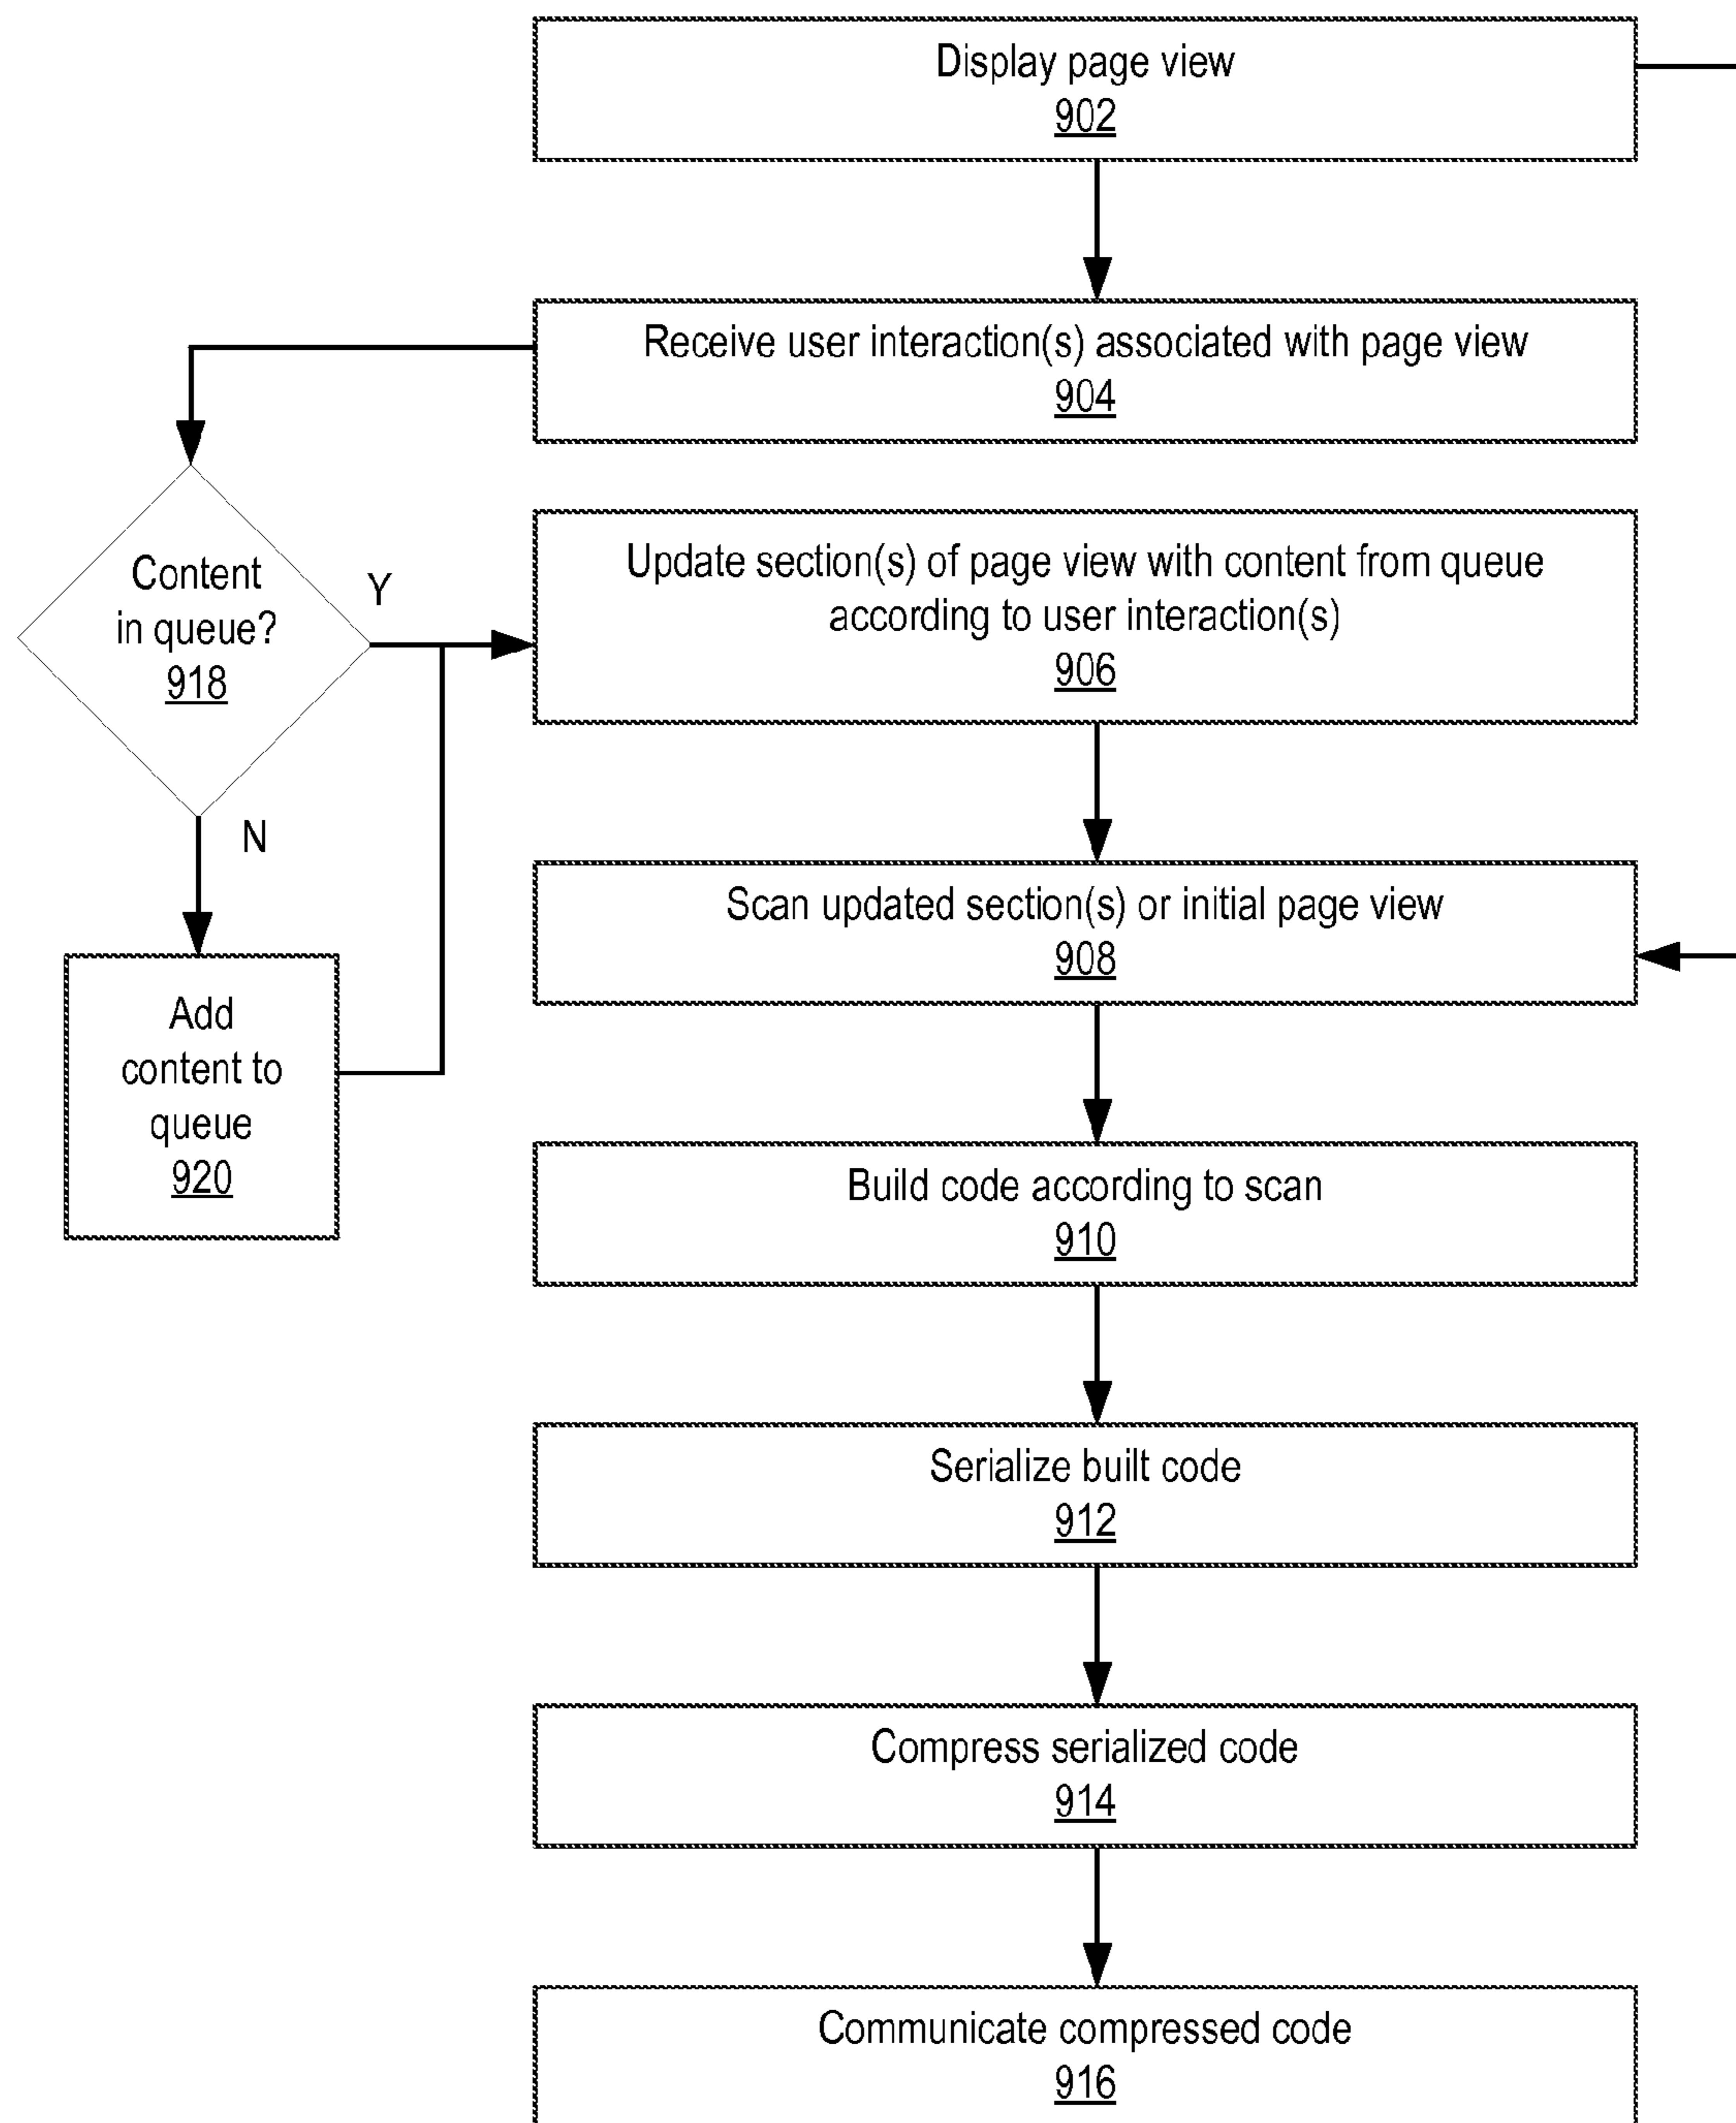 Display page view
902
Receive user interaction(s) associated with page view
904
Content
in queue?
918
Y
N
Update section(s) of page view with content from queue
according to user interaction(s)
906
Scan updated section(s) or initial page view
908
Add
content to
queue
920
Build code according to scan
910
Serialize built code
912
Compress serialized code
914
Communicate compressed code
916